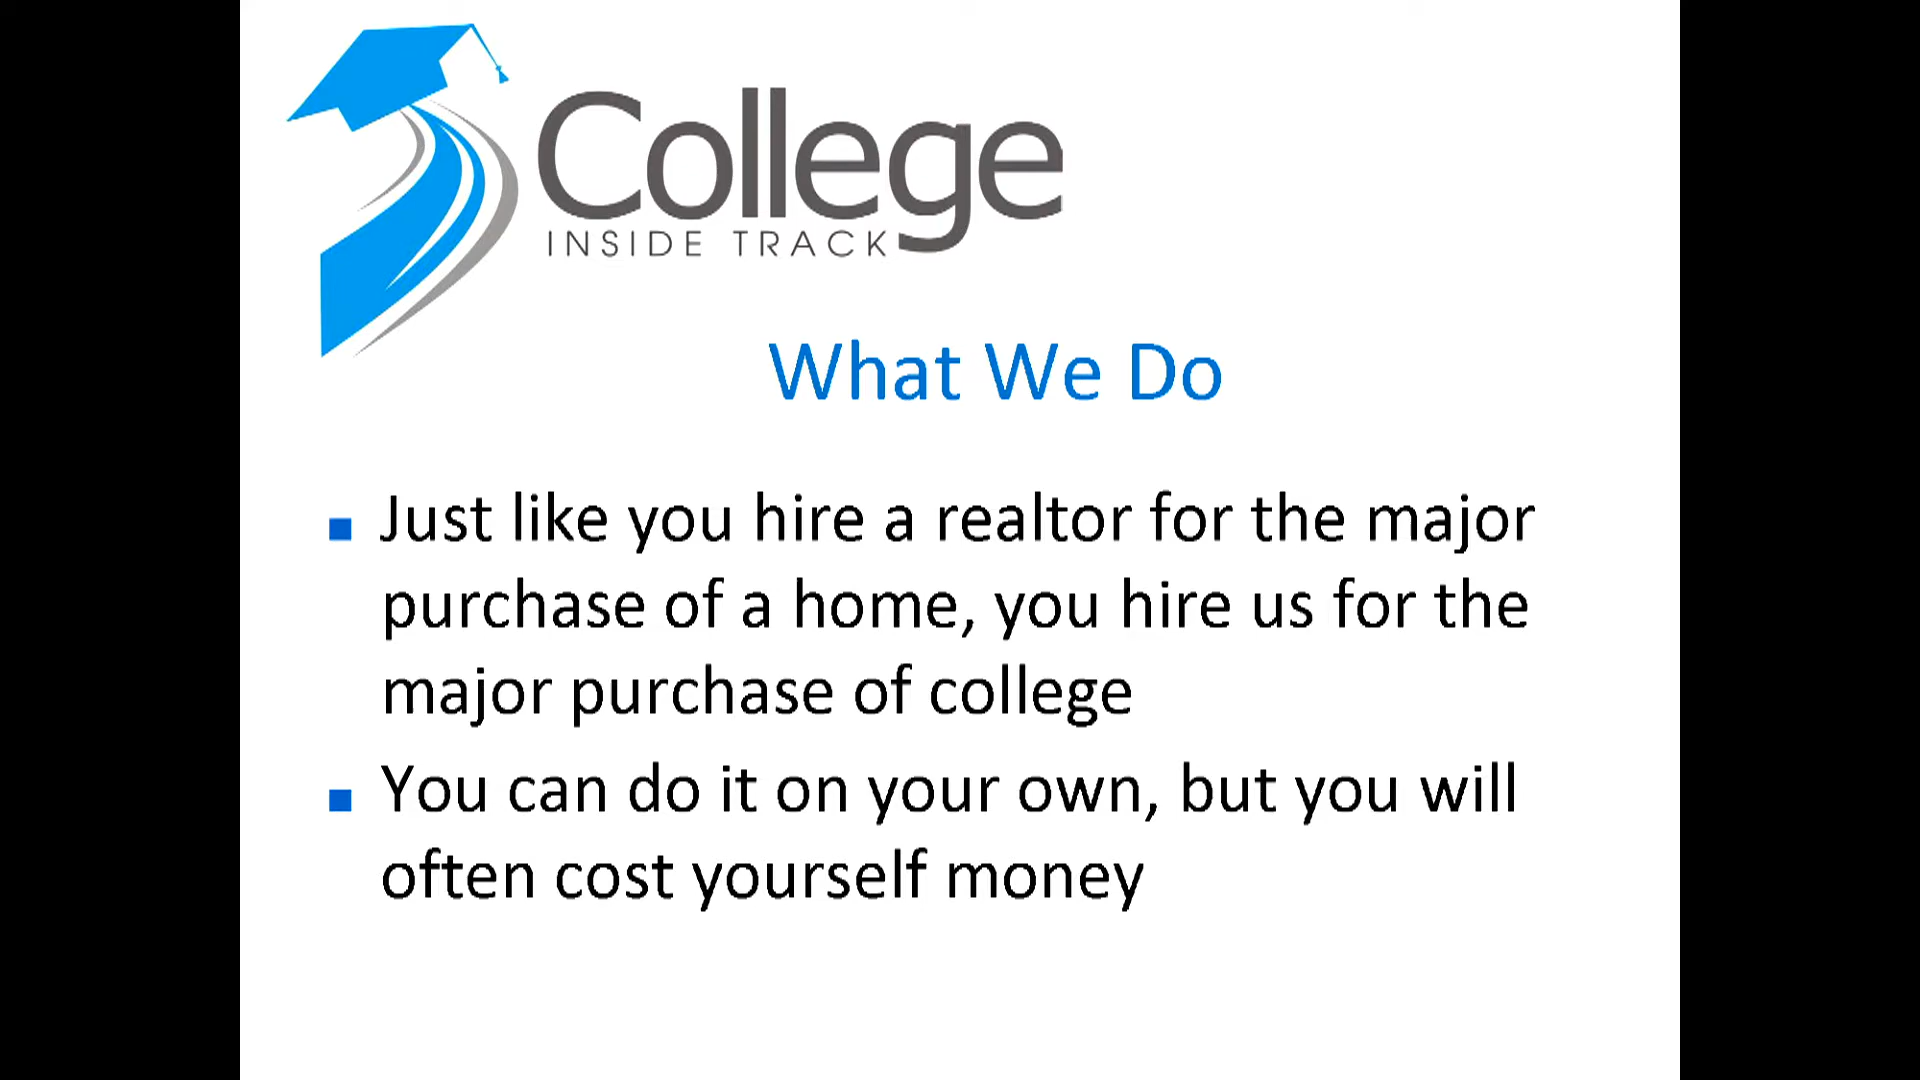 College
INSIDE TRACK
What We Do
Just like you hire a realtor for the major
purchase of a home, you hire us for the
major purchase of college
You can do it on your own, but you will
often cost yourself money